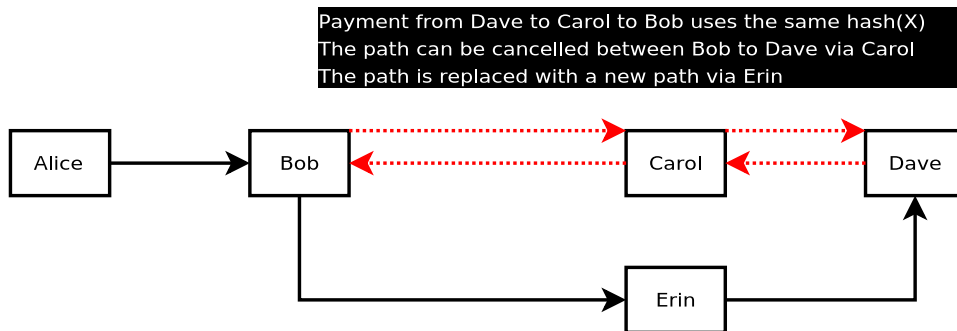 Payment from Dave to Carol to Bob uses the same hash(X)
The path can be cancelled between Bob to Dave via Carol
The path is replaced with a new path via Erin
Alice
Bob
Carol
Dave
Erin